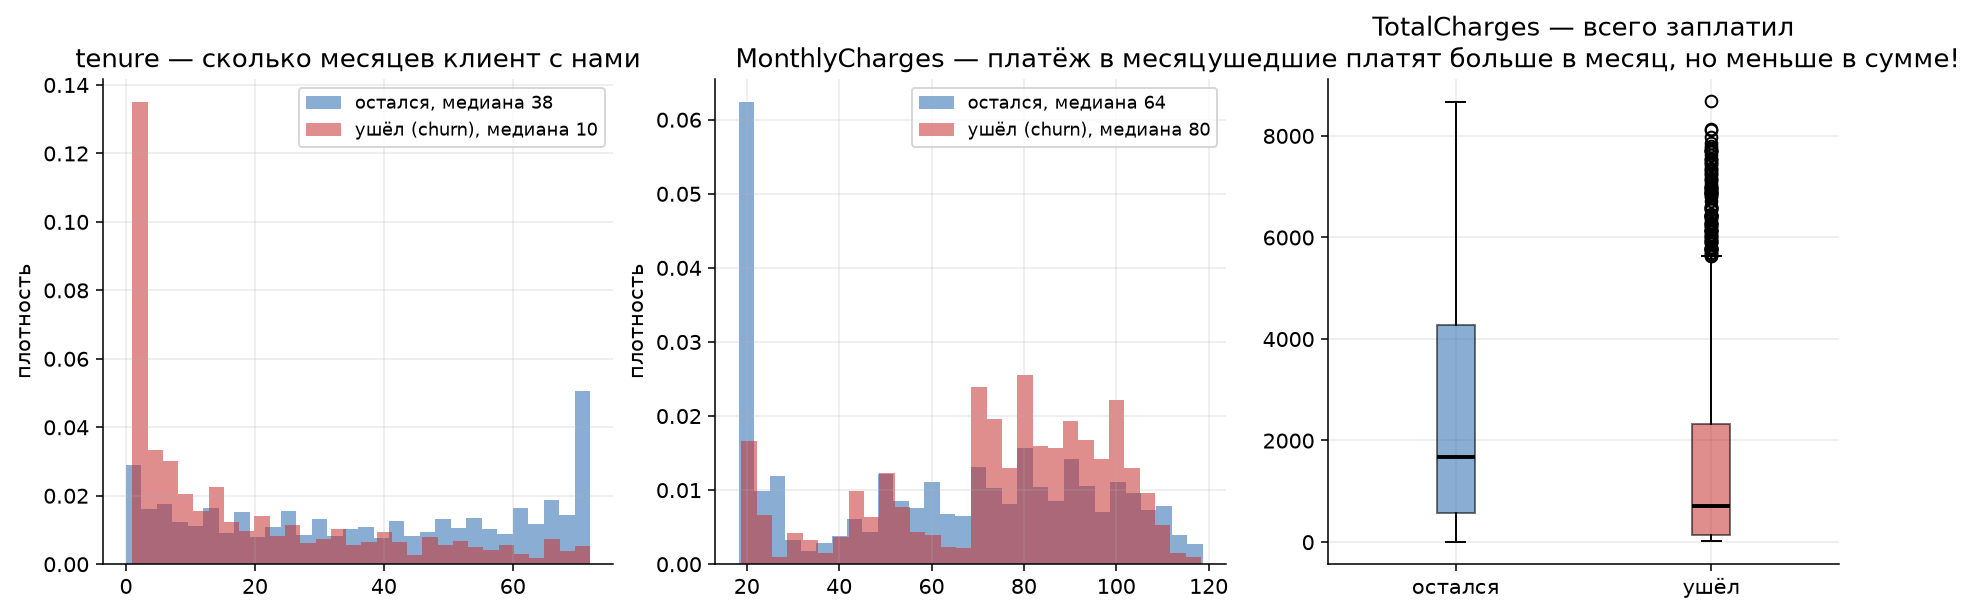 tenure — сколько месяцев клиент с нами
плотность
0.14
0.12
0.10
0.08
0.06
0.04
0.02
0.00
0
20
40
60
остался, медиана 38
ушёл (churn), медиана 10
MonthlyCharges — платёж в месяц
плотность
0.06
0.05
0.04
0.03
0.02
0.01
0.00
20
40
60
80
100
120
остался, медиана 64
ушёл (churn), медиана 80
TotalCharges — всего заплатил
ушедшие платят больше в месяц, но меньше в сумме!
8000
6000
4000
2000
0
остался
ушёл